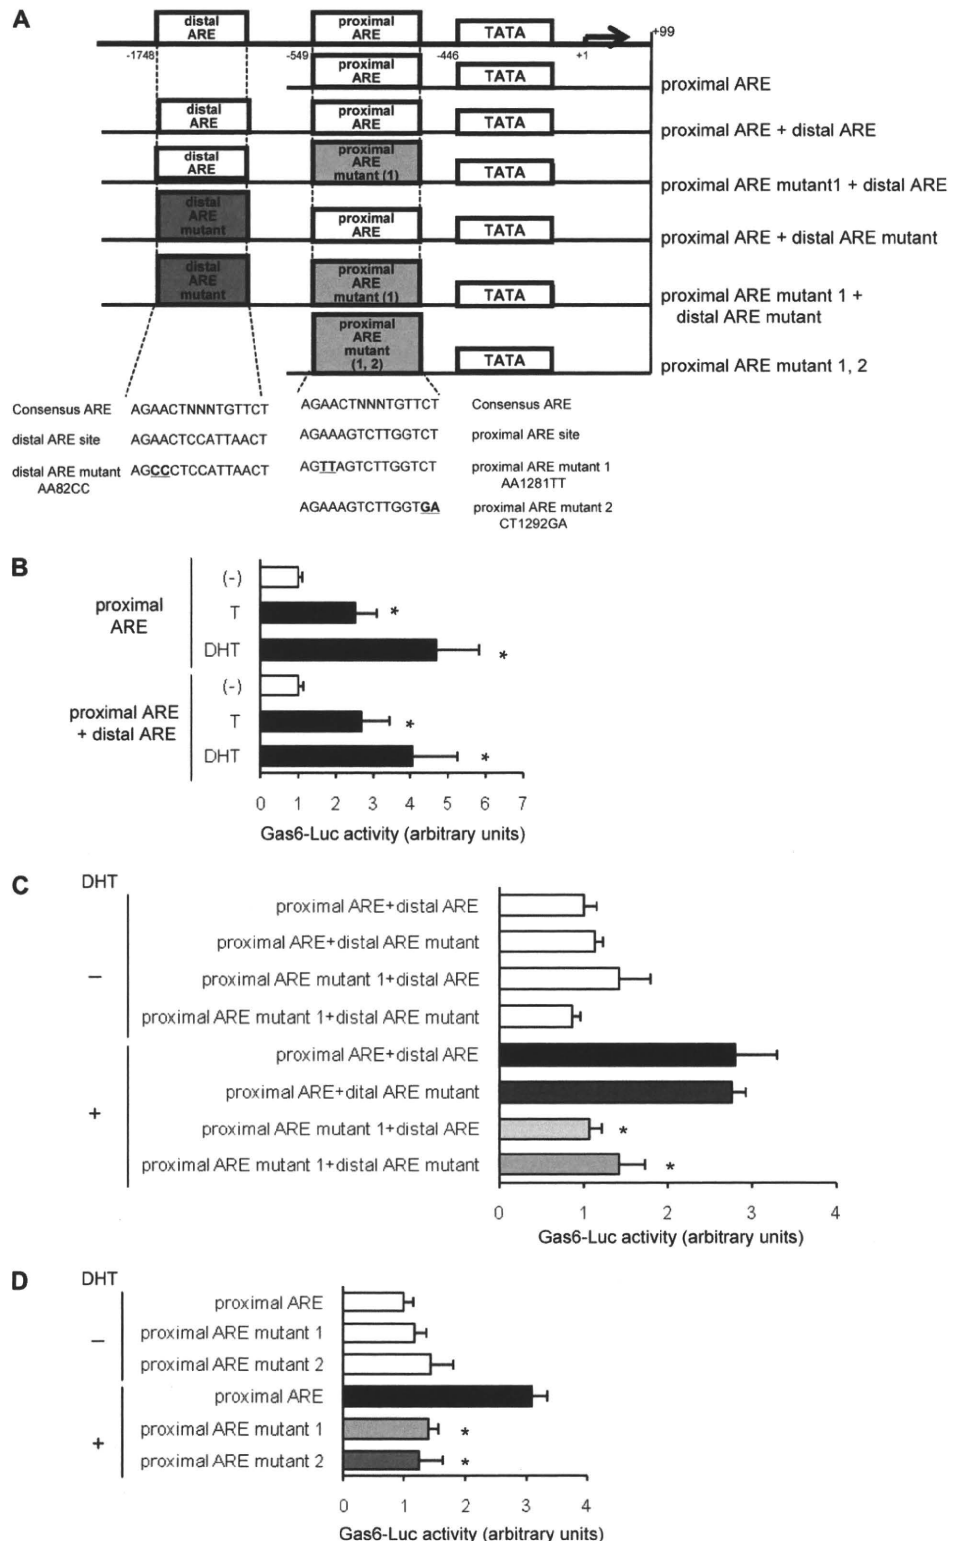 A
distal ARE
proximal ARE
TATA
+99
-1748
-549
-446
+1
proximal ARE
TATA
proximal ARE
distal ARE
proximal ARE
TATA
proximal ARE + distal ARE
distal ARE
proximal ARE mutant (1)
TATA
proximal ARE mutant1 + distal ARE
distal ARE mutant
proximal ARE
TATA
proximal ARE + distal ARE mutant
distal ARE mutant
proximal ARE mutant (1)
TATA
proximal ARE mutant 1 +
distal ARE mutant
proximal ARE mutant (1, 2)
TATA
proximal ARE mutant 1, 2
Consensus ARE AGAACTNNNTGTTCT
distal ARE site AGAACTCCATTAACT
distal ARE mutant AGCCCTCCATTAACT
AA82CC
AGAACTNNNTGTTCT Consensus ARE
AGAAAGTCTTGGTCT proximal ARE site
AGTTAGTCTTGGTCT proximal ARE mutant 1
AA1281TT
AGAAAGTCTTGGTGA proximal ARE mutant 2
CT1292GA
B
proximal ARE
(-)
T *
DHT *
proximal ARE + distal ARE
(-)
T *
DHT *
0 1 2 3 4 5 6 7
Gas6-Luc activity (arbitrary units)
C
DHT
–
proximal ARE+distal ARE
proximal ARE+distal ARE mutant
proximal ARE mutant 1+distal ARE
proximal ARE mutant 1+distal ARE mutant
+
proximal ARE+distal ARE
proximal ARE+dital ARE mutant
proximal ARE mutant 1+distal ARE *
proximal ARE mutant 1+distal ARE mutant *
0 1 2 3 4
Gas6-Luc activity (arbitrary units)
D
DHT
–
proximal ARE
proximal ARE mutant 1
proximal ARE mutant 2
+
proximal ARE
proximal ARE mutant 1 *
proximal ARE mutant 2 *
0 1 2 3 4
Gas6-Luc activity (arbitrary units)